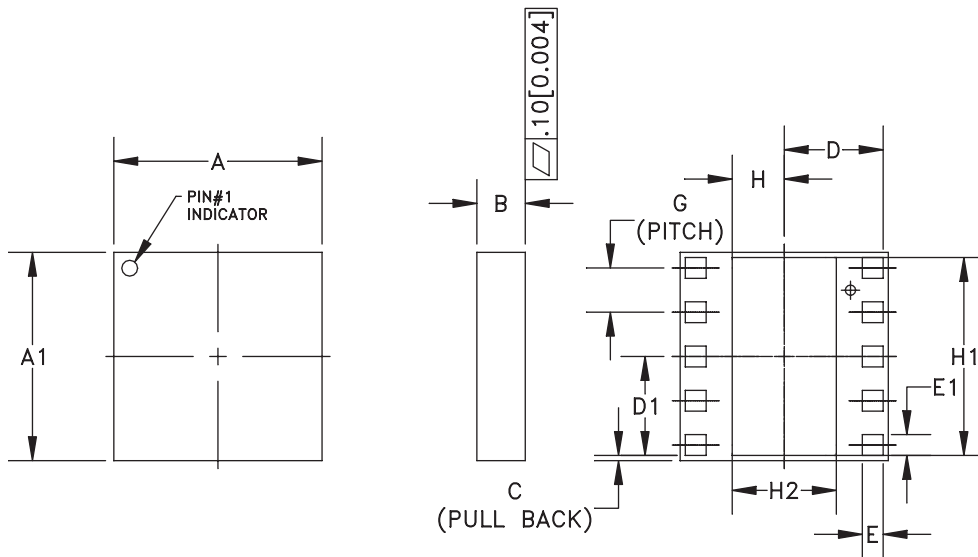 .10[0.004]
A
PIN#1
INDICATOR
A1
B
C
(PULL BACK)
D
H
G
(PITCH)
D1
H1
E1
H2
E